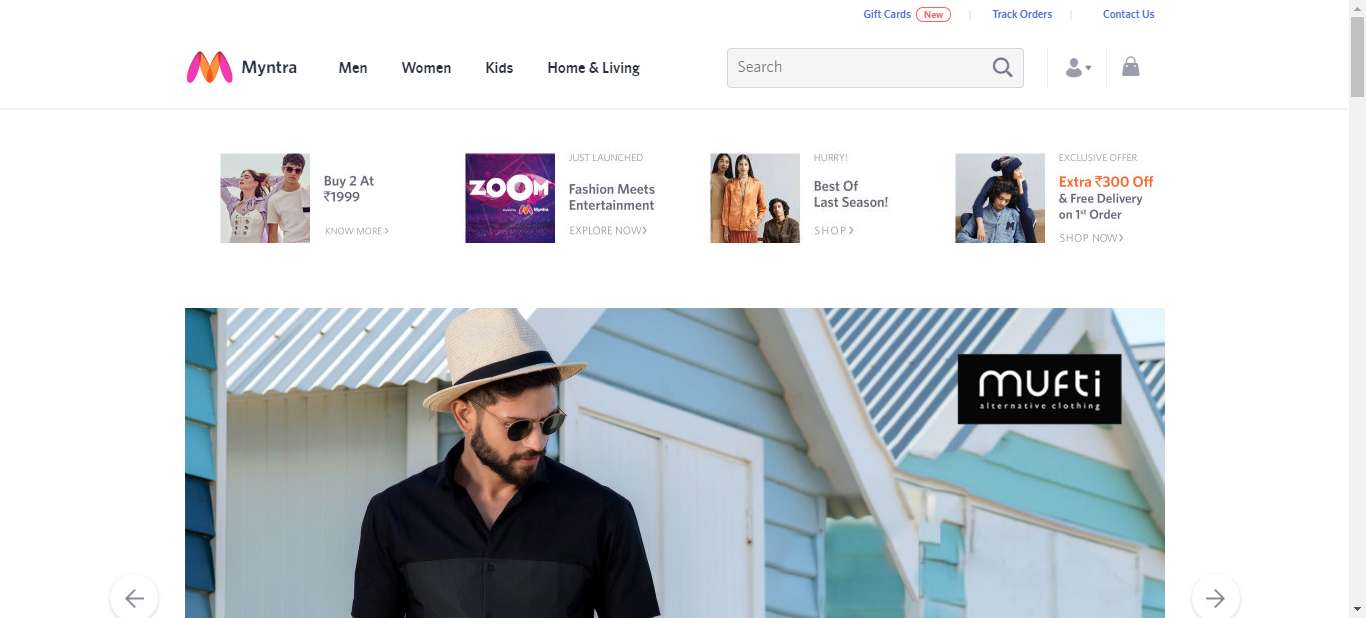 Gift Cards New | Track Orders | Contact Us
Myntra Men Women Kids Home & Living Search
Buy 2 At
₹1999
KNOW MORE >
ZOOM
Myntra
JUST LAUNCHED
Fashion Meets
Entertainment
EXPLORE NOW>
HURRY!
Best Of
Last Season!
SHOP >
EXCLUSIVE OFFER
Extra ₹300 Off
& Free Delivery
on 1st Order
SHOP NOW>
mufti
alternative clothing